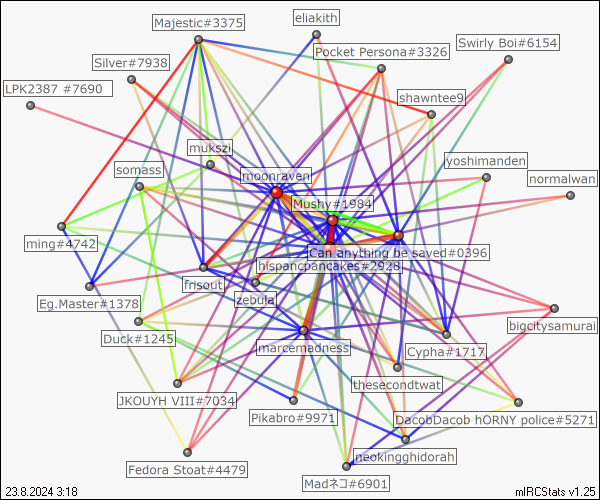 eliakith
Majestic#3375
Swirly Boi#6154
Pocket Persona#3326
Silver#7938
LPK2387 #7690
shawntee9
mukszi
somass
yoshimanden
moonraven
normalwan
Mushy#1984
ming#4742
Can anything be saved#0396
hispancpancakes#2928
frisout
zebula
Eg.Master#1378
bigcitysamurai
Duck#1245
marcemadness
Cypha#1717
thesecondtwat
JKOUYH VIII#7034
Pikabro#9971
DacobDacob hORNY police#5271
neokingghidorah
Fedora Stoat#4479
Madネコ#6901
23.8.2024 3:18
mIRCStats v1.25